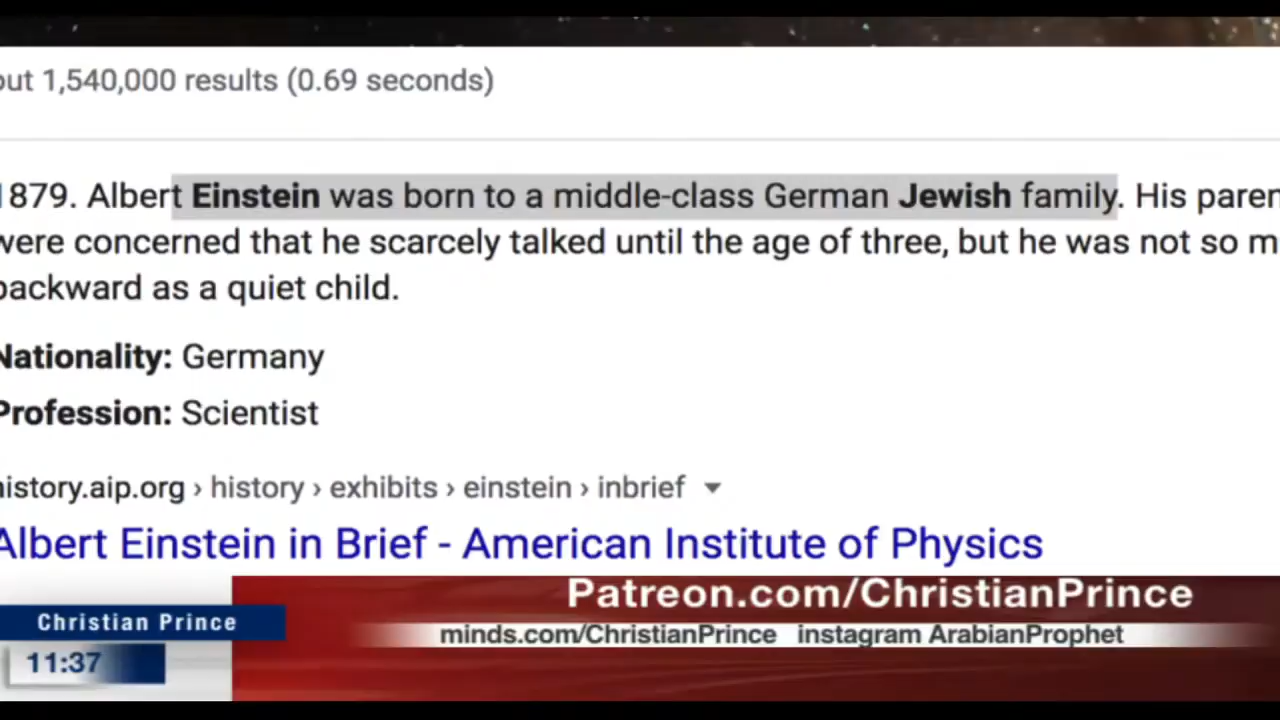 out 1,540,000 results (0.69 seconds)
1879. Albert Einstein was born to a middle-class German Jewish family. His paren
were concerned that he scarcely talked until the age of three, but he was not so m
backward as a quiet child.
Nationality: Germany
Profession: Scientist
history.aip.org › history › exhibits › einstein › inbrief
Albert Einstein in Brief - American Institute of Physics
Patreon.com/ChristianPrince
Christian Prince
minds.com/ChristianPrince instagram ArabianProphet
11:37